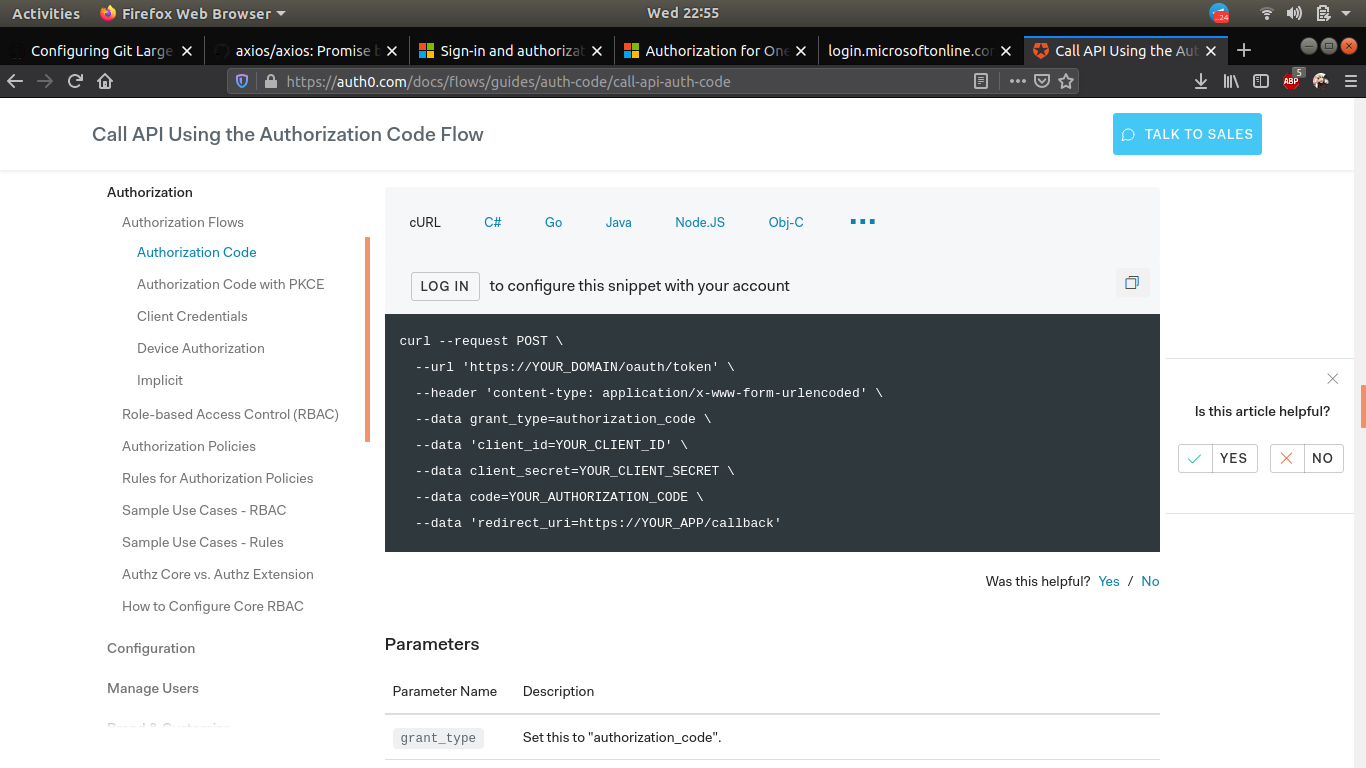 Activities Firefox Web Browser Wed 22:55 24
Configuring Git Large axios/axios: Promise b Sign-in and authorizat Authorization for One login.microsoftonline.co Call API Using the Aut
https://auth0.com/docs/flows/guides/auth-code/call-api-auth-code ABP 5
Call API Using the Authorization Code Flow
TALK TO SALES
Authorization
Authorization Flows
Authorization Code
Authorization Code with PKCE
Client Credentials
Device Authorization
Implicit
Role-based Access Control (RBAC)
Authorization Policies
Rules for Authorization Policies
Sample Use Cases - RBAC
Sample Use Cases - Rules
Authz Core vs. Authz Extension
How to Configure Core RBAC
Configuration
Manage Users
cURL C# Go Java Node.JS Obj-C
LOG IN to configure this snippet with your account
curl --request POST \
--url 'https://YOUR_DOMAIN/oauth/token' \
--header 'content-type: application/x-www-form-urlencoded' \
--data grant_type=authorization_code \
--data 'client_id=YOUR_CLIENT_ID' \
--data client_secret=YOUR_CLIENT_SECRET \
--data code=YOUR_AUTHORIZATION_CODE \
--data 'redirect_uri=https://YOUR_APP/callback'
Was this helpful? Yes / No
Parameters
Parameter Name Description
grant_type Set this to "authorization_code".
Is this article helpful?
YES NO